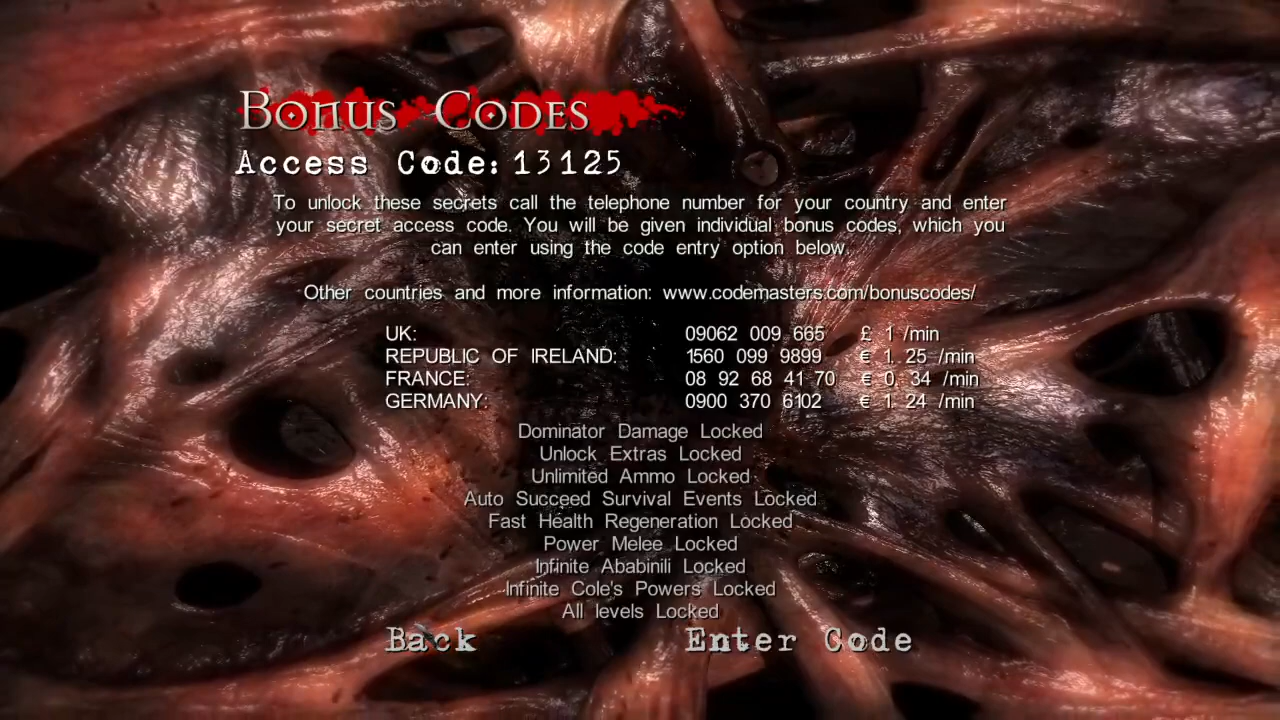 Bonus Codes
Access Code: 13125
To unlock these secrets call the telephone number for your country and enter
your secret access code. You will be given individual bonus codes, which you
can enter using the code entry option below.
Other countries and more information: www.codemasters.com/bonuscodes/
UK: 09062 009 665 £ 1 /min
REPUBLIC OF IRELAND: 1560 099 9899 € 1. 25 /min
FRANCE: 08 92 68 41 70 € 0. 34 /min
GERMANY: 0900 370 6102 € 1. 24 /min
Dominator Damage Locked
Unlock Extras Locked
Unlimited Ammo Locked
Auto Succeed Survival Events Locked
Fast Health Regeneration Locked
Power Melee Locked
Infinite Ababinili Locked
Infinite Cole's Powers Locked
All levels Locked
Back Enter Code